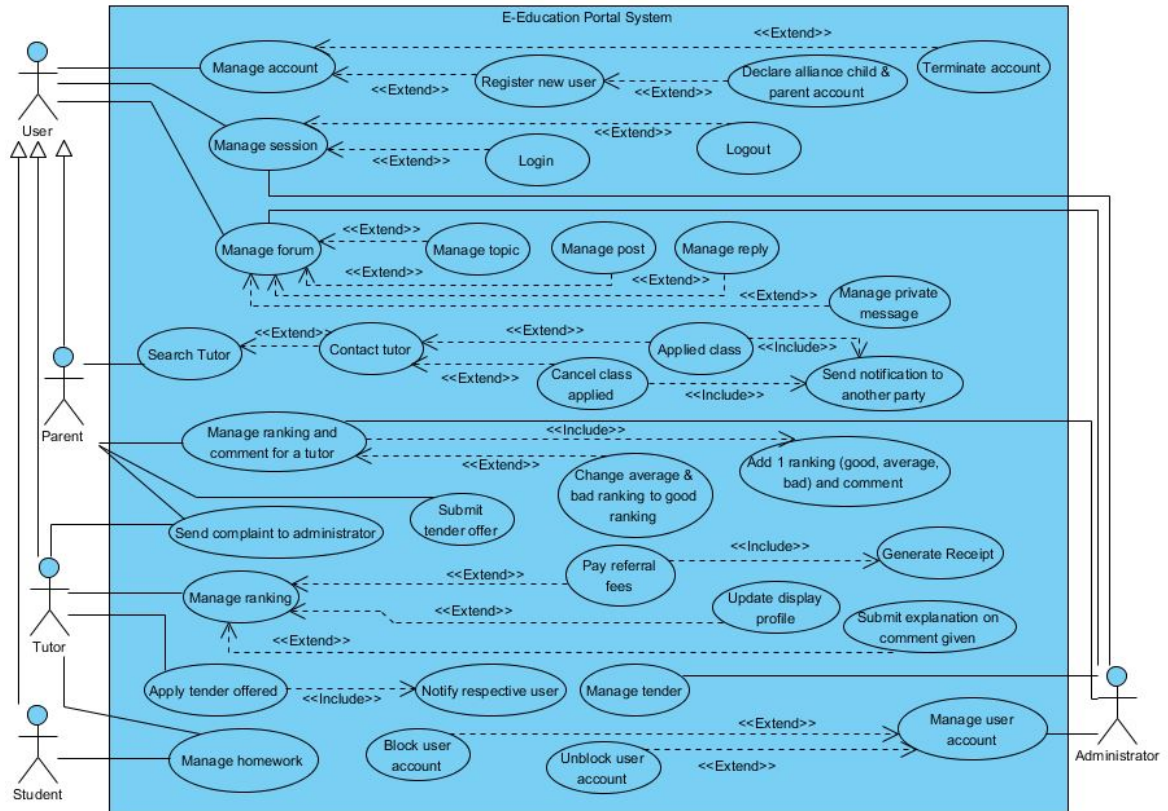 E-Education Portal System
<<Extend>>
Manage account
<<Extend>>
Register new user
<<Extend>>
Declare alliance child &
parent account
Terminate account
User
Manage session
<<Extend>>
<<Extend>>
Login
Logout
Manage forum
<<Extend>>
Manage topic
Manage post
Manage reply
<<Extend>>
<<Extend>>
<<Extend>>
Manage private
message
Search Tutor
<<Extend>>
Contact tutor
<<Extend>>
Applied class
<<Include>>
<<Extend>>
Cancel class
applied
<<Include>>
Send notification to
another party
Parent
Manage ranking and
comment for a tutor
<<Include>>
<<Extend>>
Change average &
bad ranking to good
ranking
Add 1 ranking (good, average,
bad) and comment
Submit
tender offer
Send complaint to administrator
Pay referral
fees
<<Include>>
Generate Receipt
<<Extend>>
Manage ranking
<<Extend>>
Update display
profile
<<Extend>>
Submit explanation on
comment given
Tutor
Apply tender offered
<<Include>>
Notify respective user
Manage tender
<<Extend>>
Manage user
account
Administrator
Manage homework
Block user
account
Unblock user
account
<<Extend>>
Student